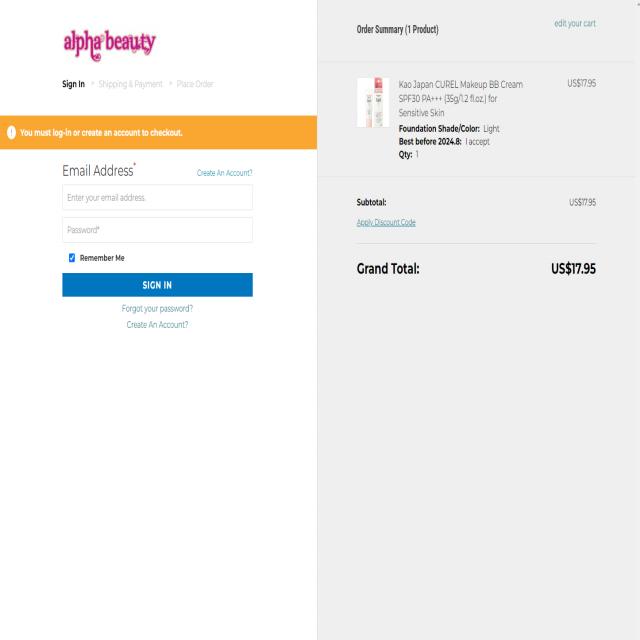 alpha beauty
Sign In • Shipping & Payment • Place Order
! You must log-in or create an account to checkout.
Email Address*
Create An Account?
Enter your email address.
Password*
Remember Me
SIGN IN
Forgot your password?
Create An Account?
Order Summary (1 Product)
edit your cart
Kao Japan CUREL Makeup BB Cream
US$17.95
SPF30 PA+++ (35g/1.2 fl.oz.) for
Sensitive Skin
Foundation Shade/Color: Light
Best before 2024.8: I accept
Qty: 1
Subtotal:
US$17.95
Apply Discount Code
Grand Total:
US$17.95